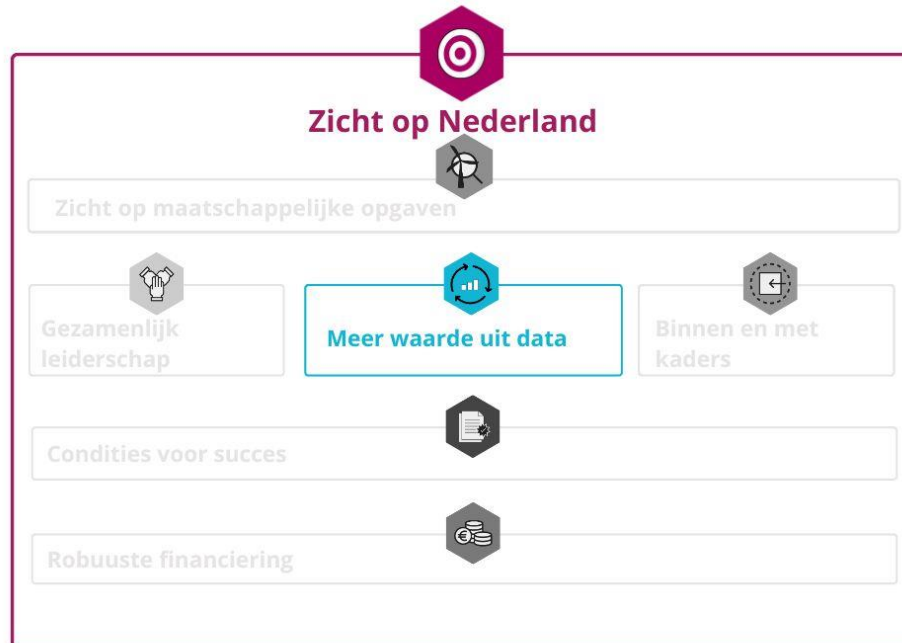 Zicht op Nederland
Zicht op maatschappelijke opgaven
Gezamenlijk
leiderschap
Meer waarde uit data
Binnen en met
kaders
Condities voor succes
€
Robuuste financiering